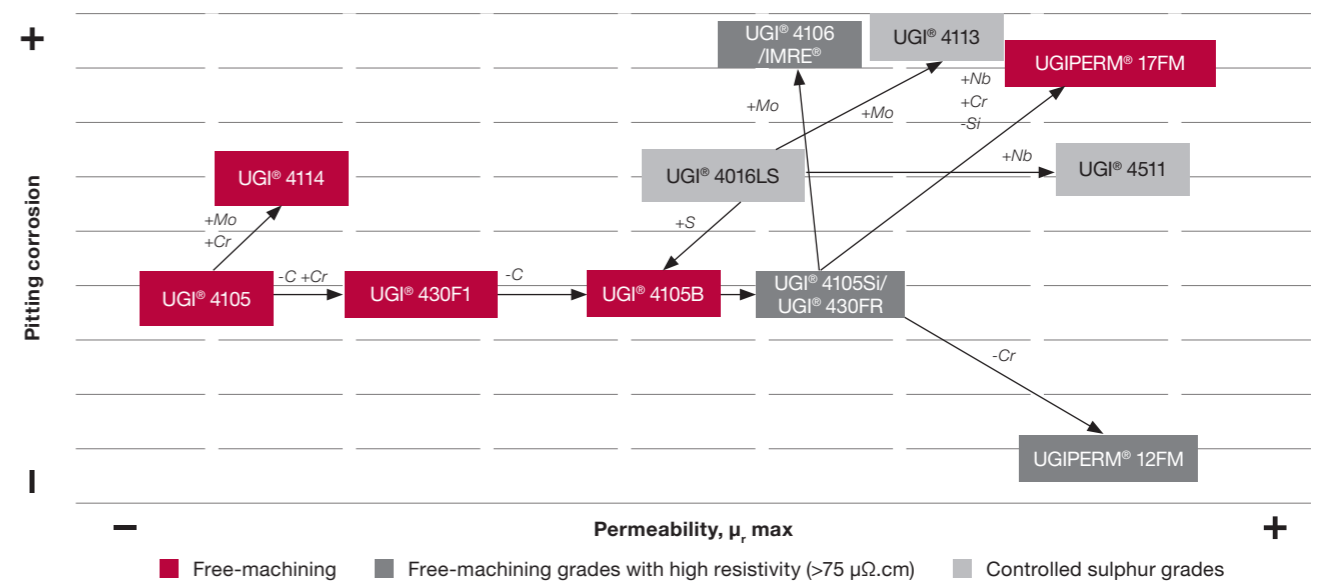 +
UGI® 4106
/IMRE®
UGI® 4113
UGIPERM® 17FM
+Nb
+Cr
-Si
+Mo
+Mo
Pitting corrosion
UGI® 4114
UGI® 4016LS
+Nb
UGI® 4511
+Mo
+Cr
+S
UGI® 4105
-C +Cr
UGI® 430F1
-C
UGI® 4105B
UGI® 4105Si/
UGI® 430FR
-Cr
UGIPERM® 12FM
–
–
Permeability, μr max
+
Free-machining
Free-machining grades with high resistivity (>75 μΩ.cm)
Controlled sulphur grades